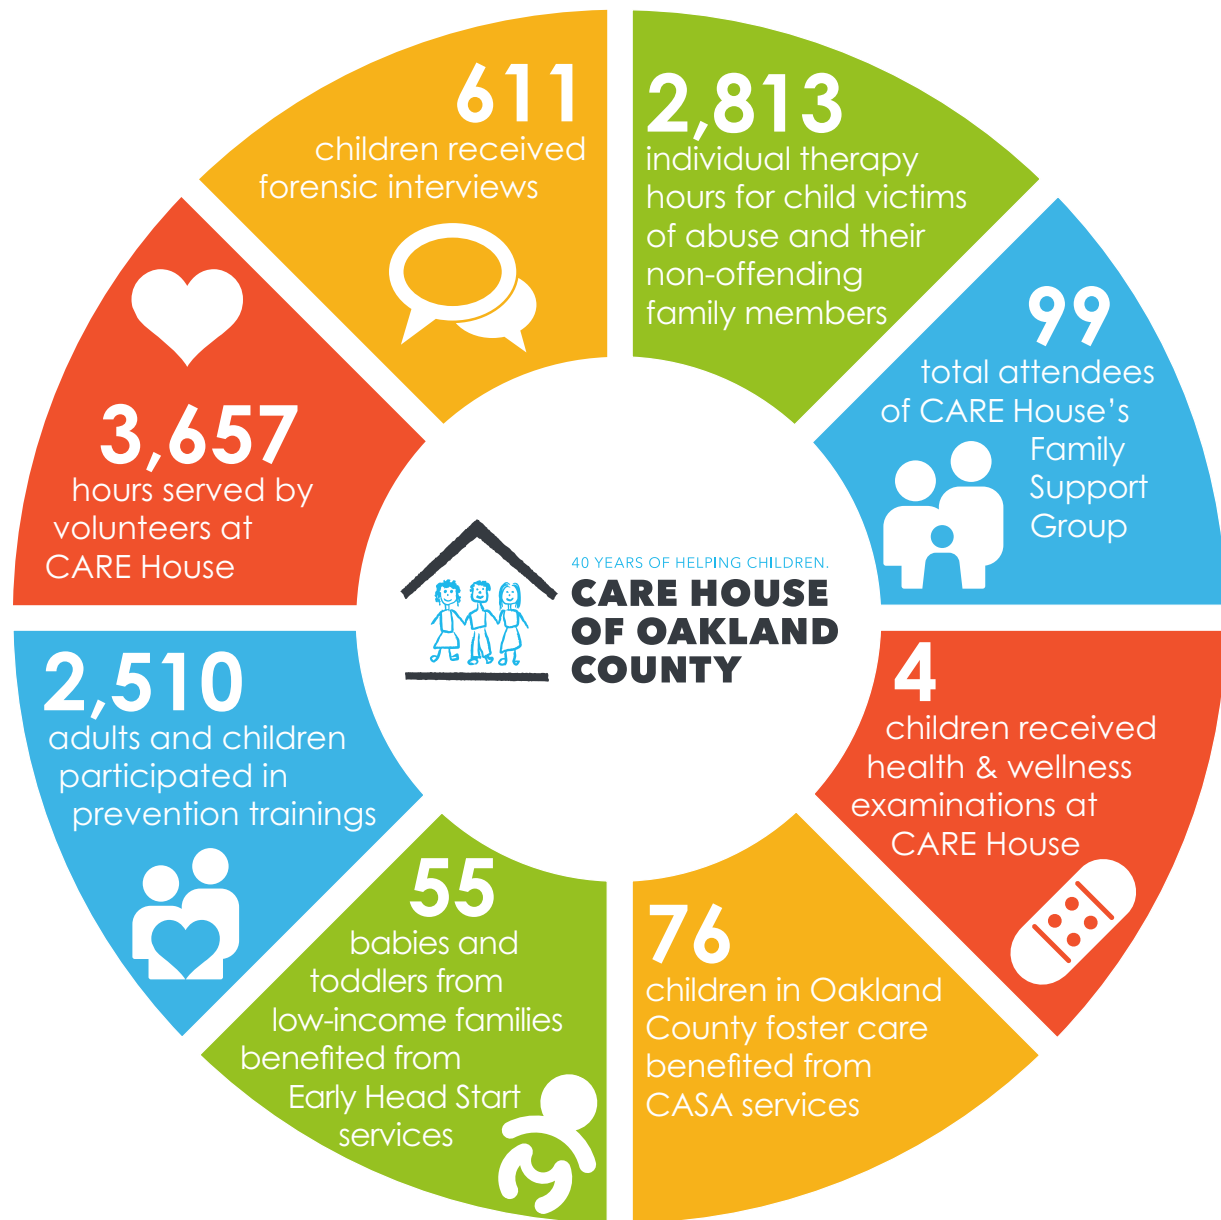 611
children received
forensic interviews
2,813
individual therapy
hours for child victims
of abuse and their
non-offending
family members
99
total attendees
of CARE House’s
Family
Support
Group
4
children received
health & wellness
examinations at
CARE House
76
children in Oakland
County foster care
benefited from
CASA services
55
babies and
toddlers from
low-income families
benefited from
Early Head Start
services
2,510
adults and children
participated in
prevention trainings
3,657
hours served by
volunteers at
CARE House
40 YEARS OF HELPING CHILDREN.
CARE HOUSE
OF OAKLAND
COUNTY